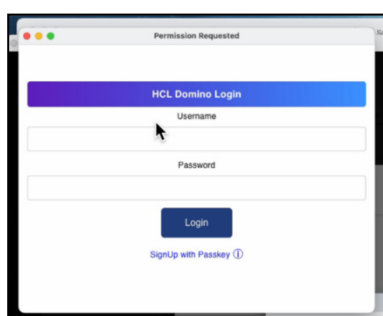 Permission Requested
HCL Domino Login
Username
Password
Login
SignUp with Passkey ⓘ